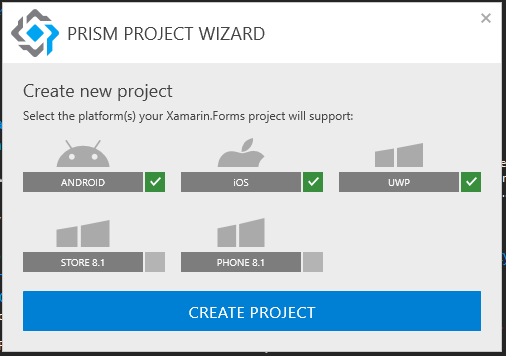 PRISM PROJECT WIZARD
Create new project
Select the platform(s) your Xamarin.Forms project will support:
ANDROID
iOS
UWP
STORE 8.1
PHONE 8.1
CREATE PROJECT